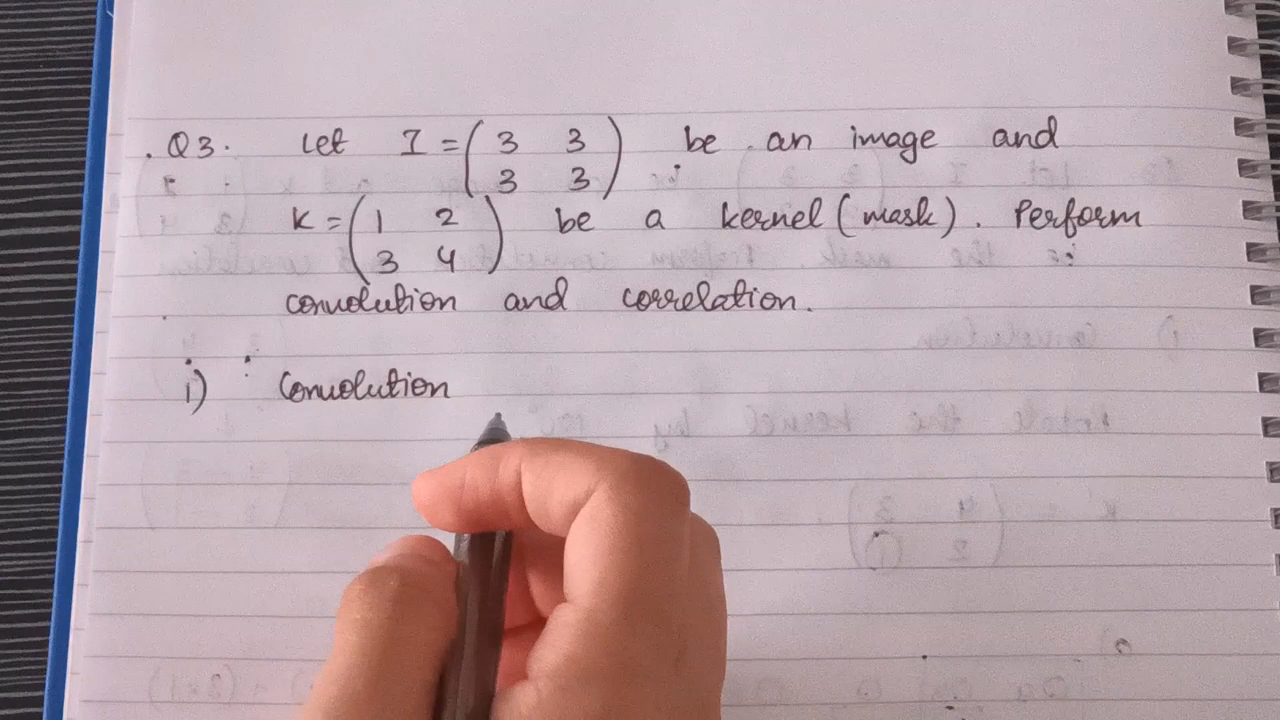 .Q3. Let I = ( 3 3 ) be an image and
3 3
K = ( 1 2 ) be a kernel (mask). Perform
3 4
convolution and correlation.
i) Convolution